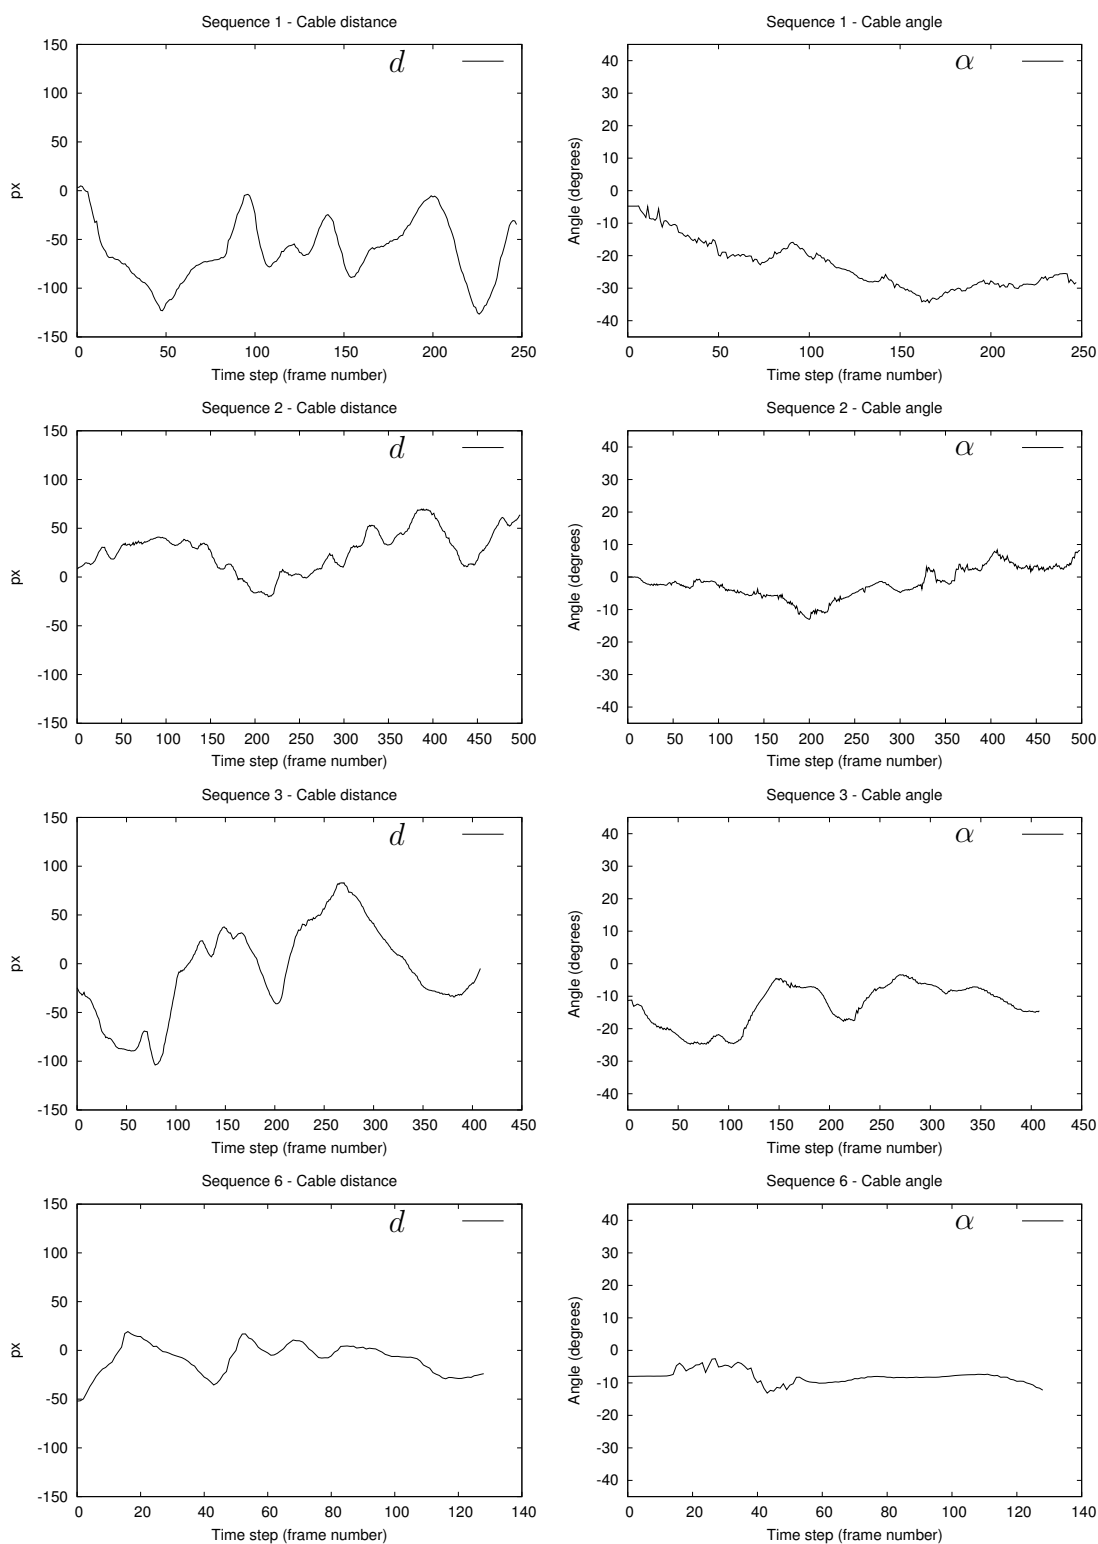 Sequence 1 - Cable distance
150
100
50
0
-50
-100
-150
px
d
0 50 100 150 200 250
Time step (frame number)
Sequence 1 - Cable angle
40
30
20
10
0
-10
-20
-30
-40
Angle (degrees)
α
0 50 100 150 200 250
Time step (frame number)
Sequence 2 - Cable distance
150
100
50
0
-50
-100
-150
px
d
0 50 100 150 200 250 300 350 400 450 500
Time step (frame number)
Sequence 2 - Cable angle
40
30
20
10
0
-10
-20
-30
-40
Angle (degrees)
α
0 50 100 150 200 250 300 350 400 450 500
Time step (frame number)
Sequence 3 - Cable distance
150
100
50
0
-50
-100
-150
px
d
0 50 100 150 200 250 300 350 400 450
Time step (frame number)
Sequence 3 - Cable angle
40
30
20
10
0
-10
-20
-30
-40
Angle (degrees)
α
0 50 100 150 200 250 300 350 400 450
Time step (frame number)
Sequence 6 - Cable distance
150
100
50
0
-50
-100
-150
px
d
0 20 40 60 80 100 120 140
Time step (frame number)
Sequence 6 - Cable angle
40
30
20
10
0
-10
-20
-30
-40
Angle (degrees)
α
0 20 40 60 80 100 120 140
Time step (frame number)